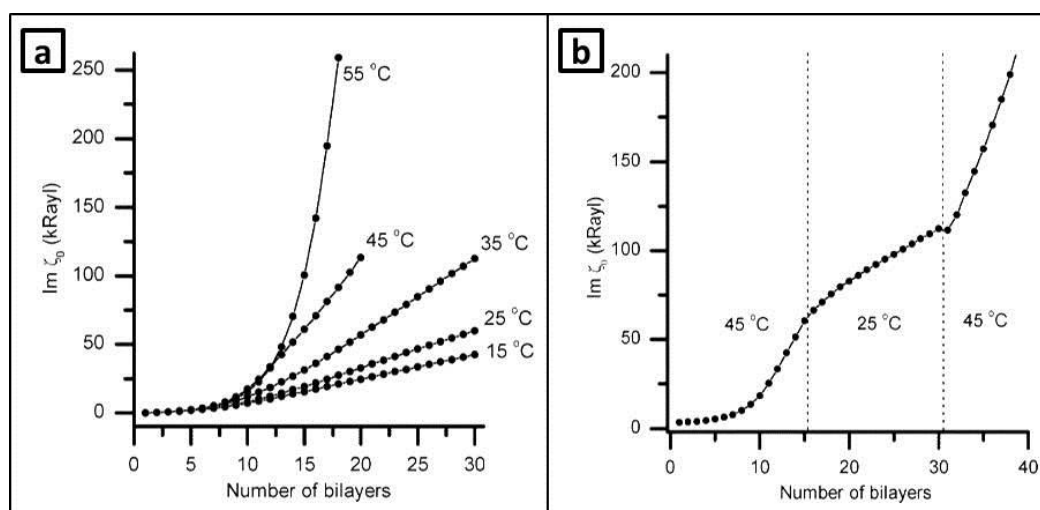 a
250
200
150
100
50
0
Im ζ₀ (kRayl)
55 °C
45 °C
35 °C
25 °C
15 °C
0 5 10 15 20 25 30
Number of bilayers
b
200
150
100
50
0
Im ζ₀ (kRayl)
45 °C
25 °C
45 °C
0 10 20 30 40
Number of bilayers